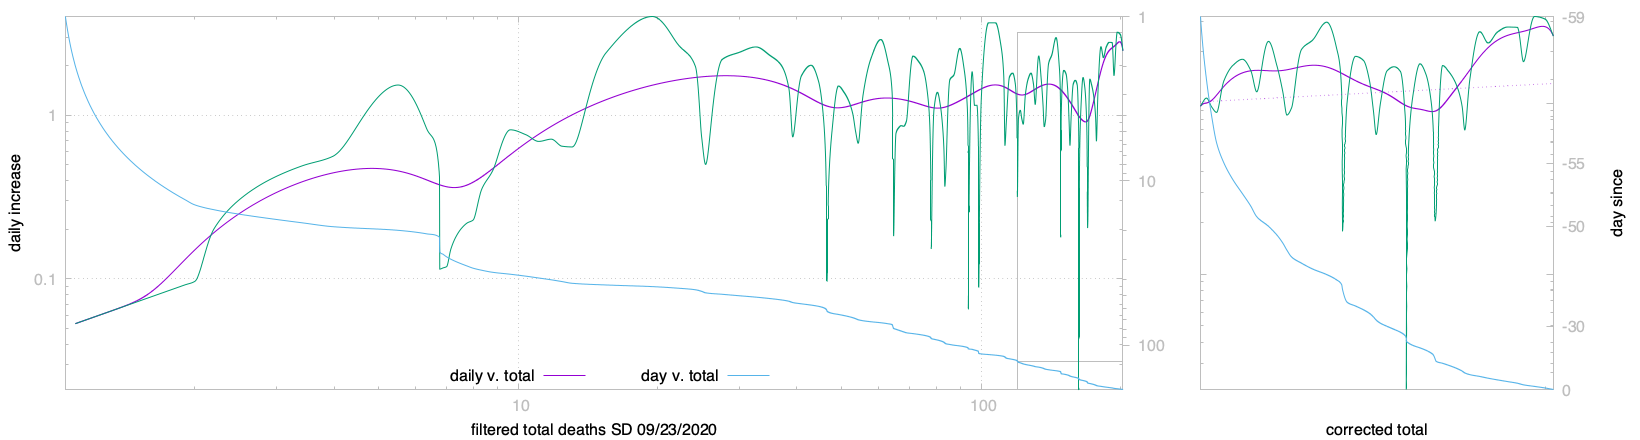 daily increase
1
0.1
daily v. total
day v. total
10
100
filtered total deaths SD 09/23/2020
1
10
100
-59
-55
-50
-30
0
day since
corrected total